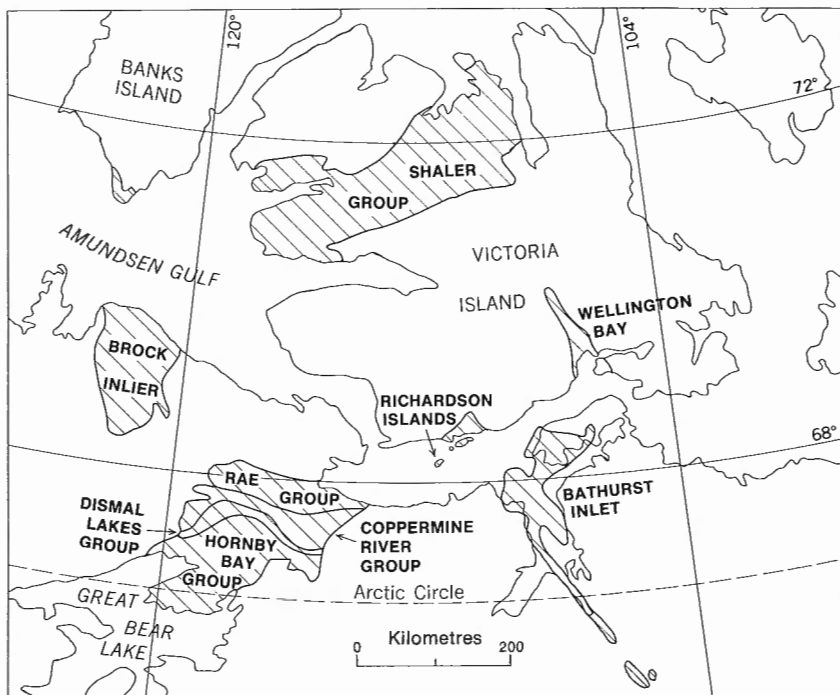 120°
104°
BANKS
ISLAND
72°
SHALER
GROUP
AMUNDSEN GULF
VICTORIA
ISLAND
WELLINGTON
BAY
BROCK
INLIER
RICHARDSON
ISLANDS
68°
RAE
GROUP
BATHURST
INLET
DISMAL
LAKES
GROUP
HORNBY
BAY
GROUP
COPPERMINE
RIVER
GROUP
Arctic Circle
GREAT
BEAR
LAKE
Kilometres
0 200